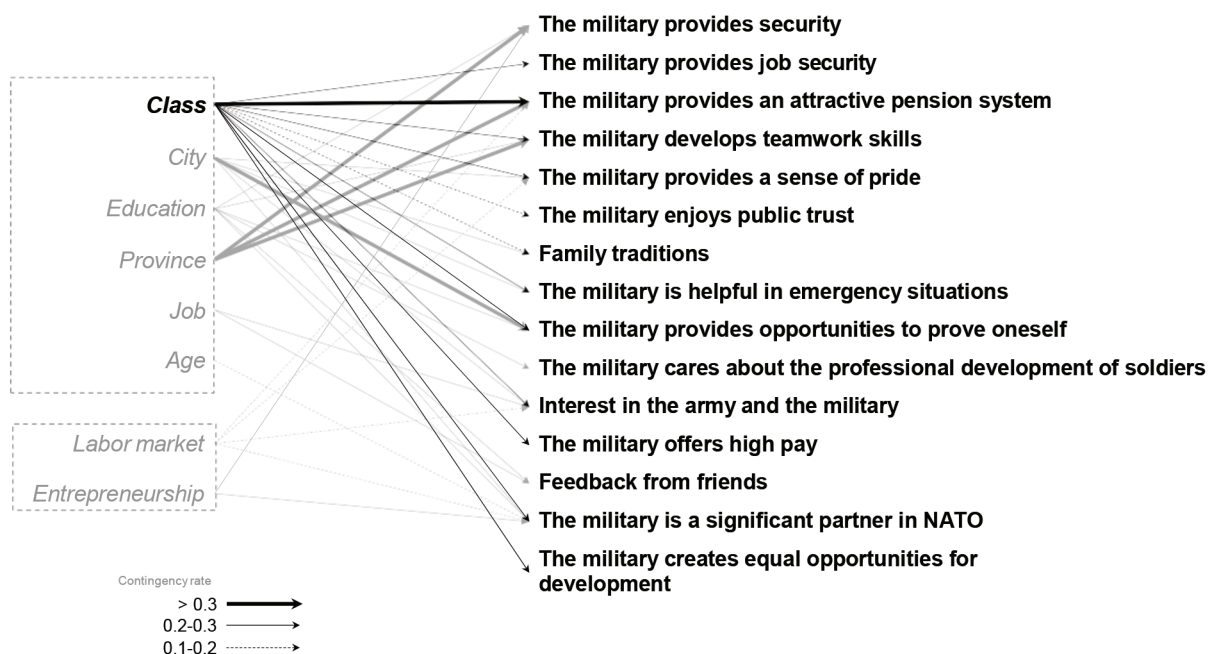 The military provides security
The military provides job security
Class
The military provides an attractive pension system
The military develops teamwork skills
City
The military provides a sense of pride
Education
The military enjoys public trust
Province
Family traditions
Job
The military is helpful in emergency situations
The military provides opportunities to prove oneself
Age
The military cares about the professional development of soldiers
Interest in the army and the military
Labor market
The military offers high pay
Feedback from friends
Entrepreneurship
The military is a significant partner in NATO
The military creates equal opportunities for
development
Contingency rate
> 0.3
0.2-0.3
0.1-0.2